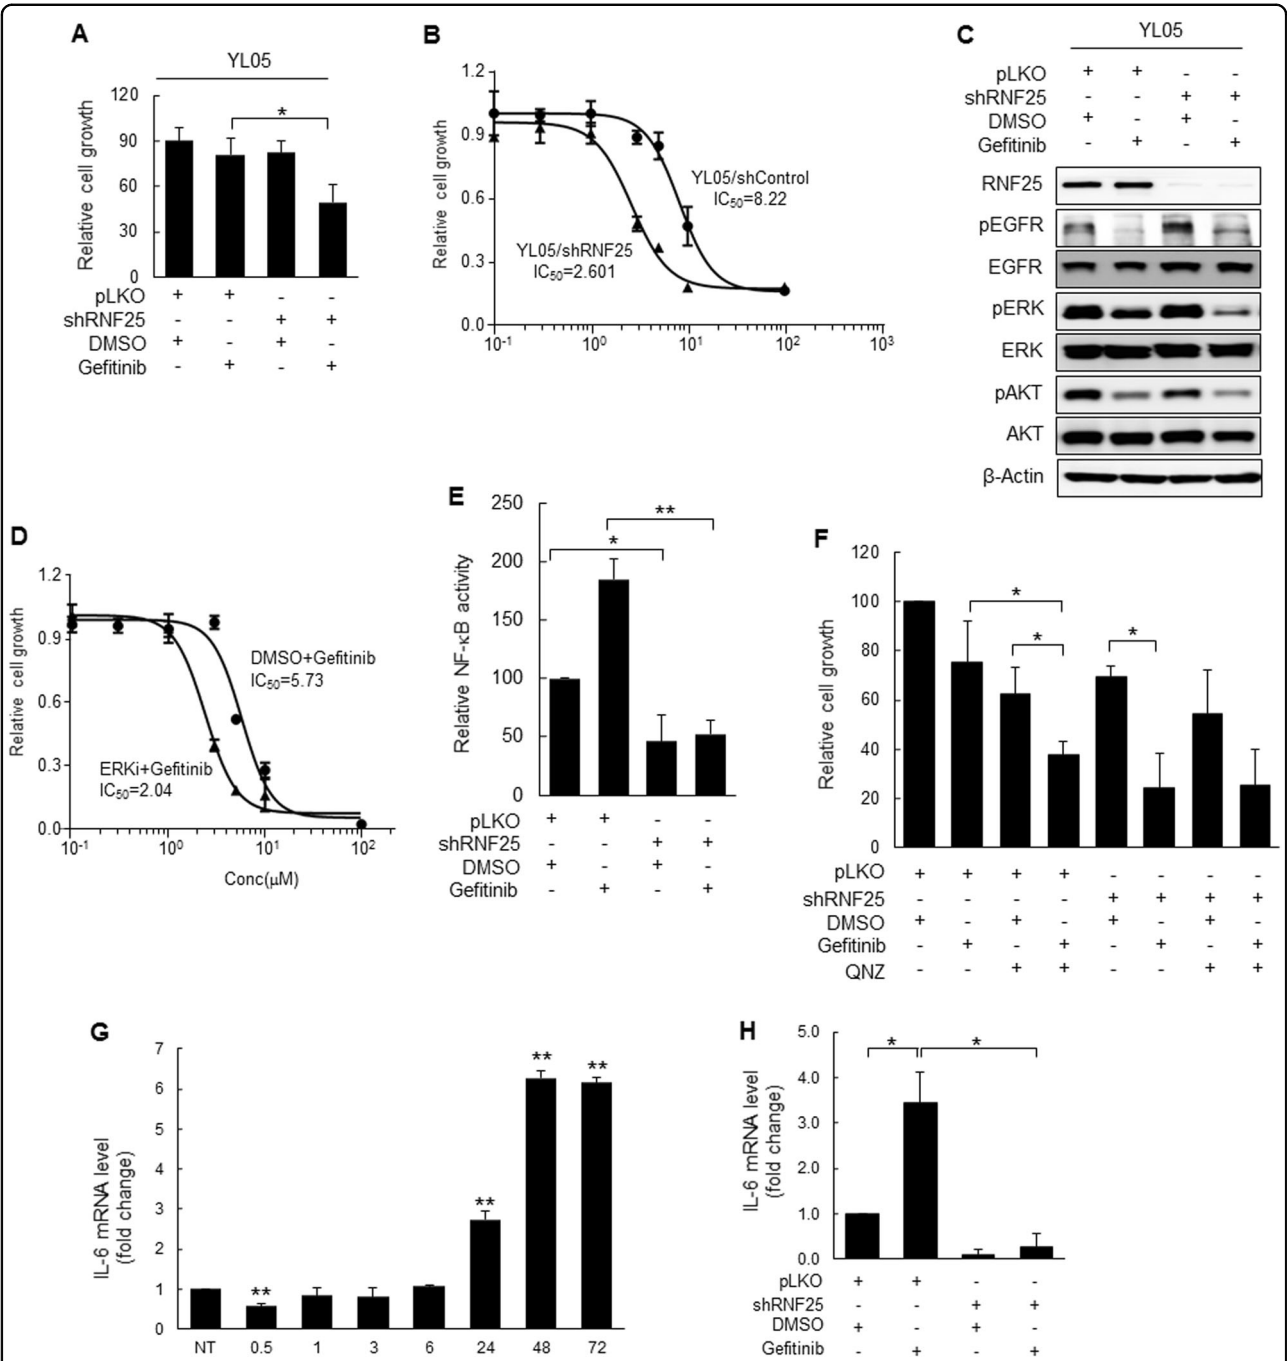 A
YL05
*
120
90
60
30
0
Relative cell growth
pLKO + + - -
shRNF25 - - + +
DMSO + - + -
Gefitinib - + - +
B
1.2
0.9
0.6
0.3
0.0
Relative cell growth
YL05/shControl
IC50=8.22
YL05/shRNF25
IC50=2.601
10-1 100 101 102 103
C
YL05
pLKO + + - -
shRNF25 - - + +
DMSO + - + -
Gefitinib - + - +
RNF25
pEGFR
EGFR
pERK
ERK
pAKT
AKT
β-Actin
D
1.2
0.9
0.6
0.3
0.0
Relative cell growth
DMSO+Gefitinib
IC50=5.73
ERKi+Gefitinib
IC50=2.04
10-1 100 101 102
Conc(μM)
E
250
200
150
100
50
0
Relative NF-κB activity
**
*
pLKO + + - -
shRNF25 - - + +
DMSO + - + -
Gefitinib - + - +
F
120
100
80
60
40
20
0
Relative cell growth
*
* *
pLKO + + + + - - - -
shRNF25 - - - - + + + +
DMSO + - + - + - + -
Gefitinib - + - + - + - +
QNZ - - + + - - + +
G
7
6
5
4
3
2
1
0
IL-6 mRNA level
(fold change)
** ** ** **
NT 0.5 1 3 6 24 48 72
H
5.0
4.0
3.0
2.0
1.0
0.0
IL-6 mRNA level
(fold change)
* *
pLKO + + - -
shRNF25 - - + +
DMSO + - + -
Gefitinib - + - +